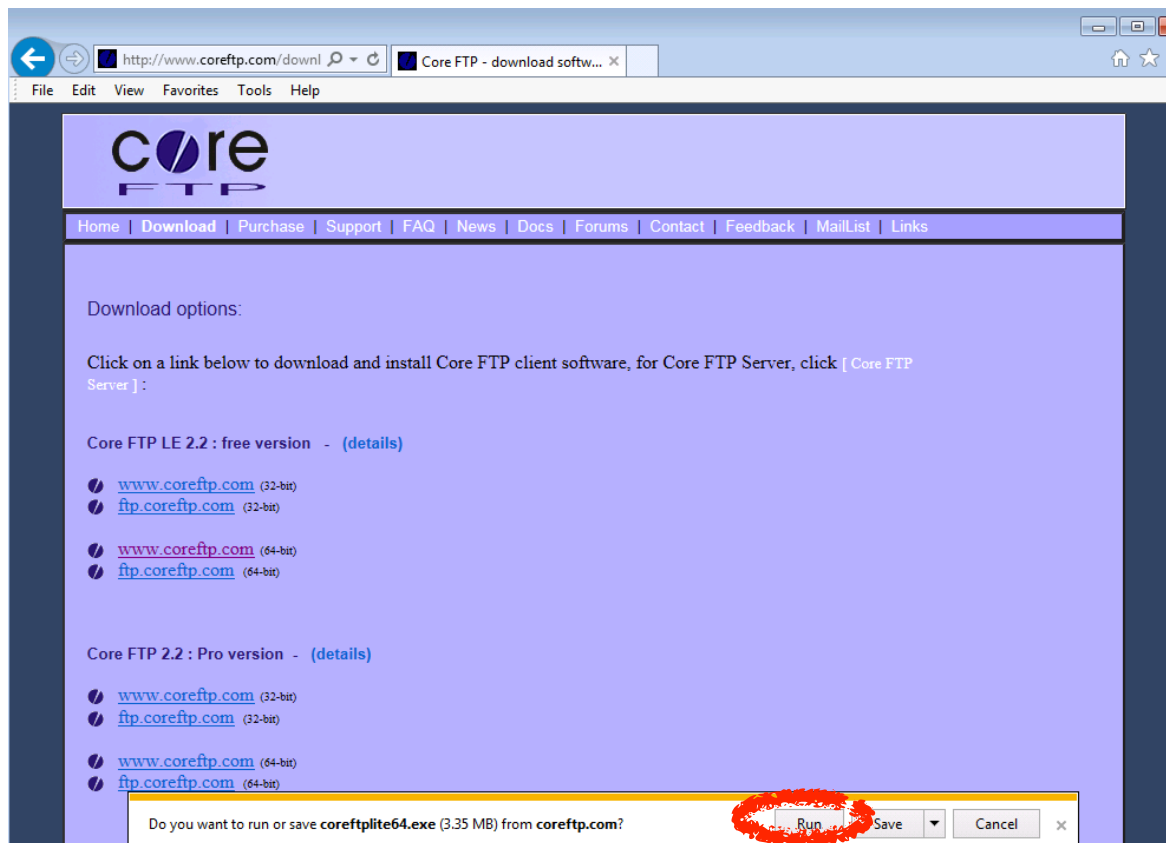 http://www.coreftp.com/downl
Core FTP - download softw...
File Edit View Favorites Tools Help
core
FTP
Home | Download | Purchase | Support | FAQ | News | Docs | Forums | Contact | Feedback | MailList | Links
Download options:
Click on a link below to download and install Core FTP client software, for Core FTP Server, click [ Core FTP
Server ] :
Core FTP LE 2.2 : free version - (details)
www.coreftp.com (32-bit)
ftp.coreftp.com (32-bit)
www.coreftp.com (64-bit)
ftp.coreftp.com (64-bit)
Core FTP 2.2 : Pro version - (details)
www.coreftp.com (32-bit)
ftp.coreftp.com (32-bit)
www.coreftp.com (64-bit)
ftp.coreftp.com (64-bit)
Do you want to run or save coreftplite64.exe (3.35 MB) from coreftp.com? Run Save Cancel